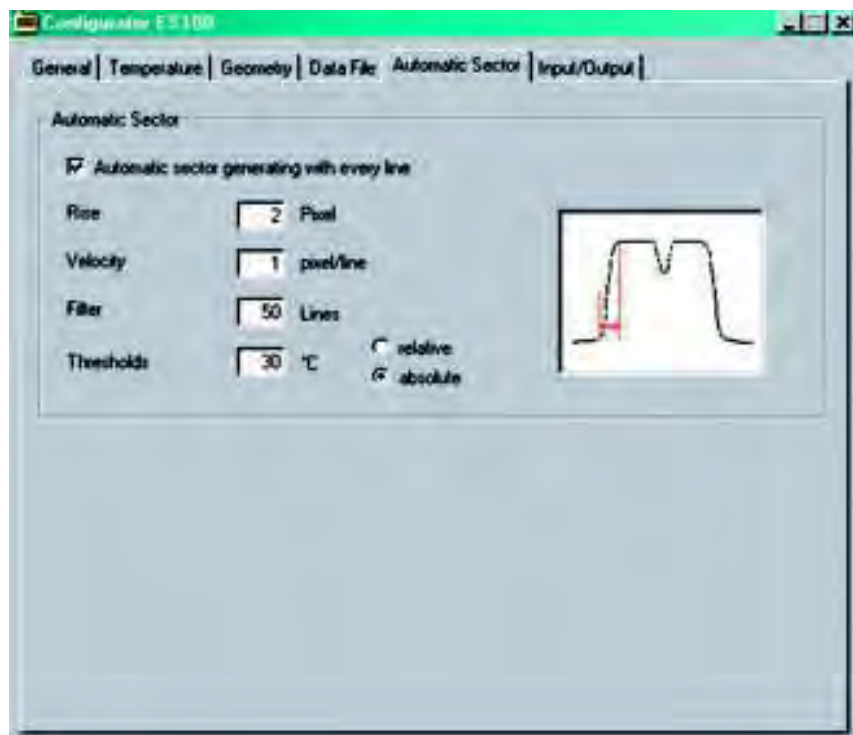 Configurator ES100
General Temperature Geometry Data File Automatic Sector Input/Output
Automatic Sector
Automatic sector generating with every line
Rise 2 Pixel
Velocity 1 pixel/line
Filter 50 Lines
Thresholds 30 °C
relative
absolute